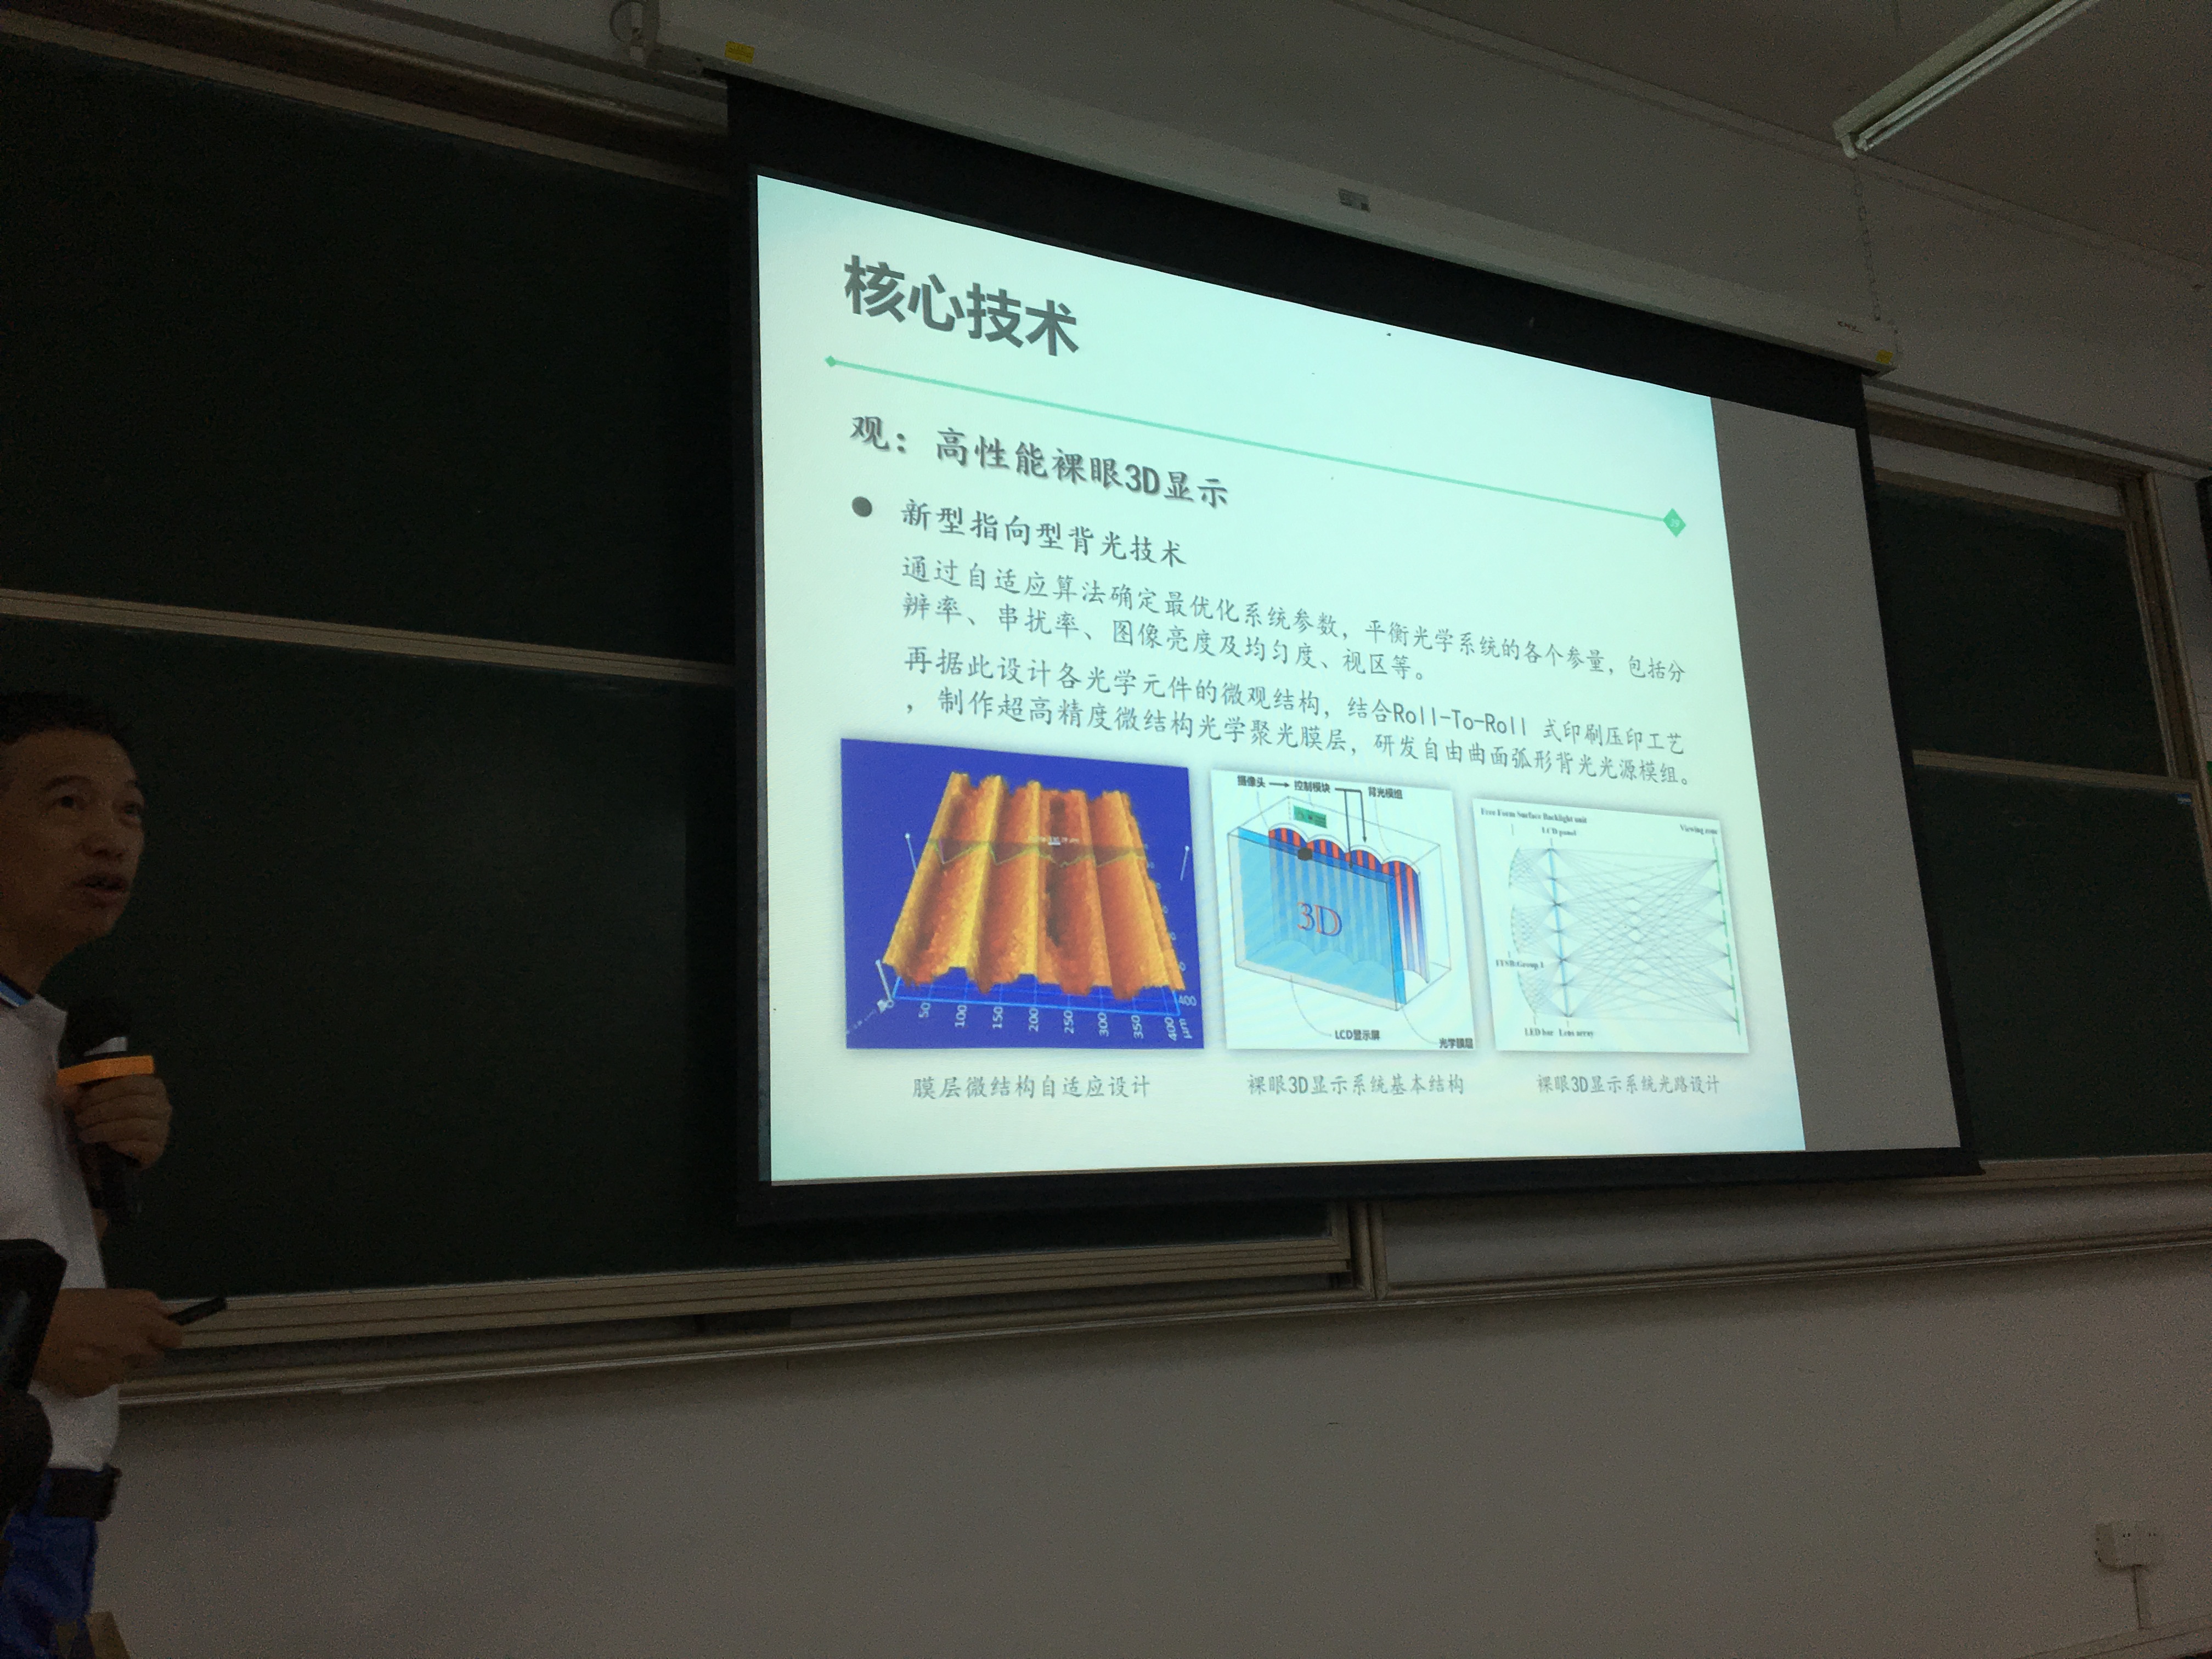 核心技术
29
观：高性能裸眼3D显示
● 新型指向型背光技术
通过自适应算法确定最优化系统参数，平衡光学系统的各个参量，包括分
辨率、串扰率、图像亮度及均匀度、视区等。
再据此设计各光学元件的微观结构，结合Roll-To-Roll 式印刷压印工艺
，制作超高精度微结构光学聚光膜层，研发自由曲面弧形背光光源模组。
50
100
150
200
250
300
350
400
μm
400
摄像头
控制模块
背光模组
3D
LCD显示屏
光学膜层
Free Form Surface Backlight unit
LCD panel
Viewing zone
LED bar
Lens array
膜层微结构自适应设计
裸眼3D显示系统基本结构
裸眼3D显示系统光路设计